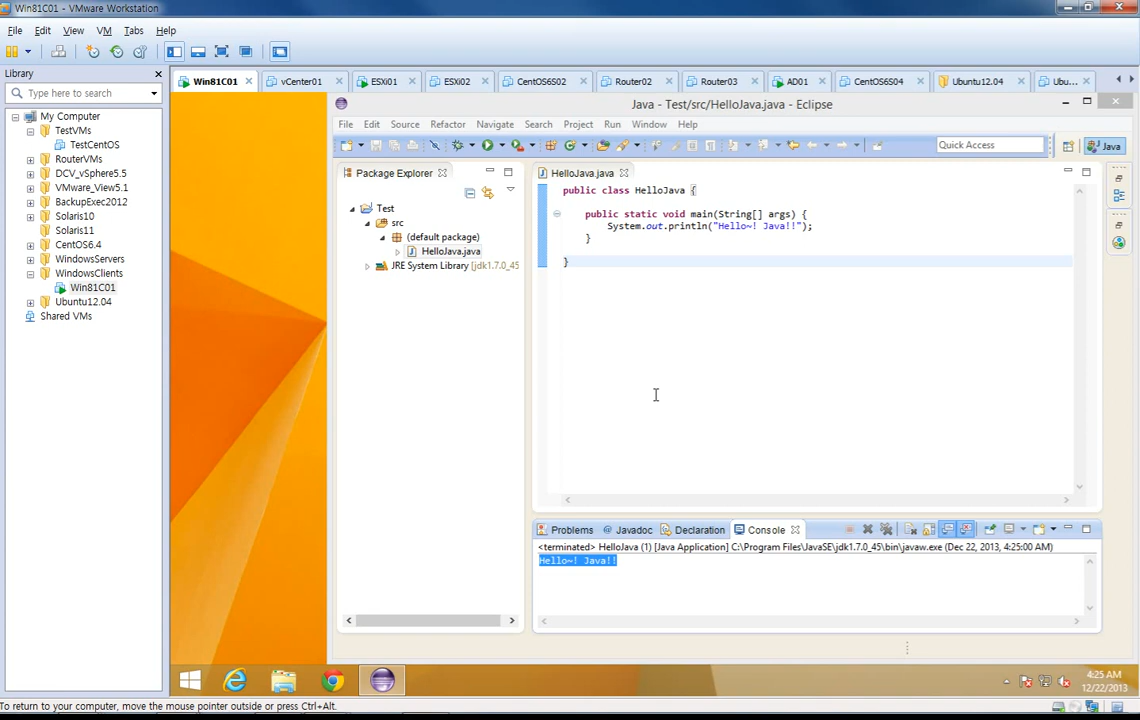 Win81C01 - VMware Workstation
File Edit View VM Tabs Help
Library
Type here to search
My Computer
TestVMs
TestCentOS
RouterVMs
DCV_vSphere5.5
VMware_View5.1
BackupExec2012
Solaris10
Solaris11
CentOS6.4
WindowsServers
WindowsClients
Win81C01
Ubuntu12.04
Shared VMs
Win81C01 vCenter01 ESXi01 ESXi02 CentOS6S02 Router02 Router03 AD01 CentOS6S04 Ubuntu12.04 Ubu...
Java - Test/src/HelloJava.java - Eclipse
File Edit Source Refactor Navigate Search Project Run Window Help
Quick Access
Java
Package Explorer
Test
src
(default package)
HelloJava.java
JRE System Library [jdk1.7.0_45
HelloJava.java
public class HelloJava {
public static void main(String[] args) {
System.out.println("Hello~! Java!!");
}
}
Problems @ Javadoc Declaration Console
<terminated> HelloJava (1) [Java Application] C:\Program Files\JavaSE\jdk1.7.0_45\bin\javaw.exe (Dec 22, 2013, 4:25:00 AM)
Hello~! Java!!
4:25 AM
12/22/2013
To return to your computer, move the mouse pointer outside or press Ctrl+Alt.